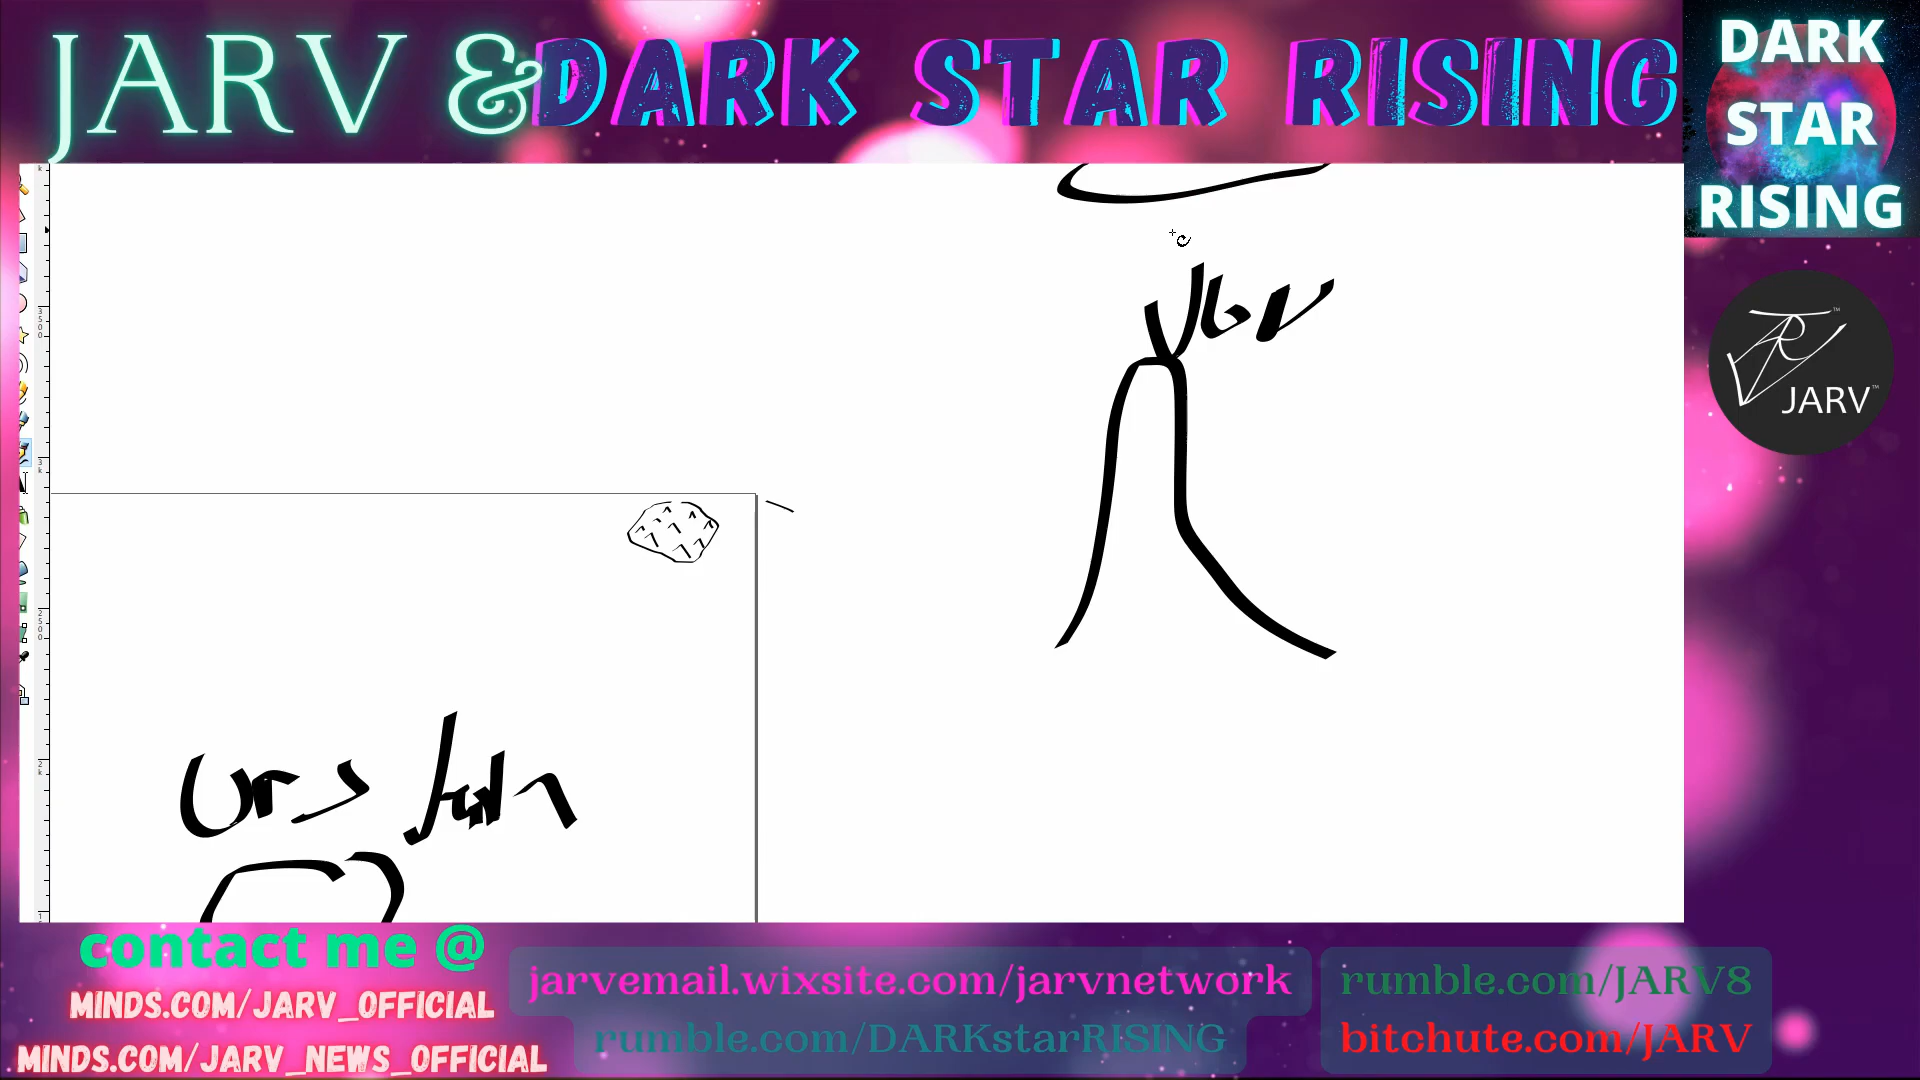 JARV & DARK STAR RISING
DARK
STAR
RISING
JARV™
contact me @
MINDS.COM/JARV_OFFICIAL
MINDS.COM/JARV_NEWS_OFFICIAL
jarvemail.wixsite.com/jarvnetwork
rumble.com/DARKstarRISING
rumble.com/JARV8
bitchute.com/JARV